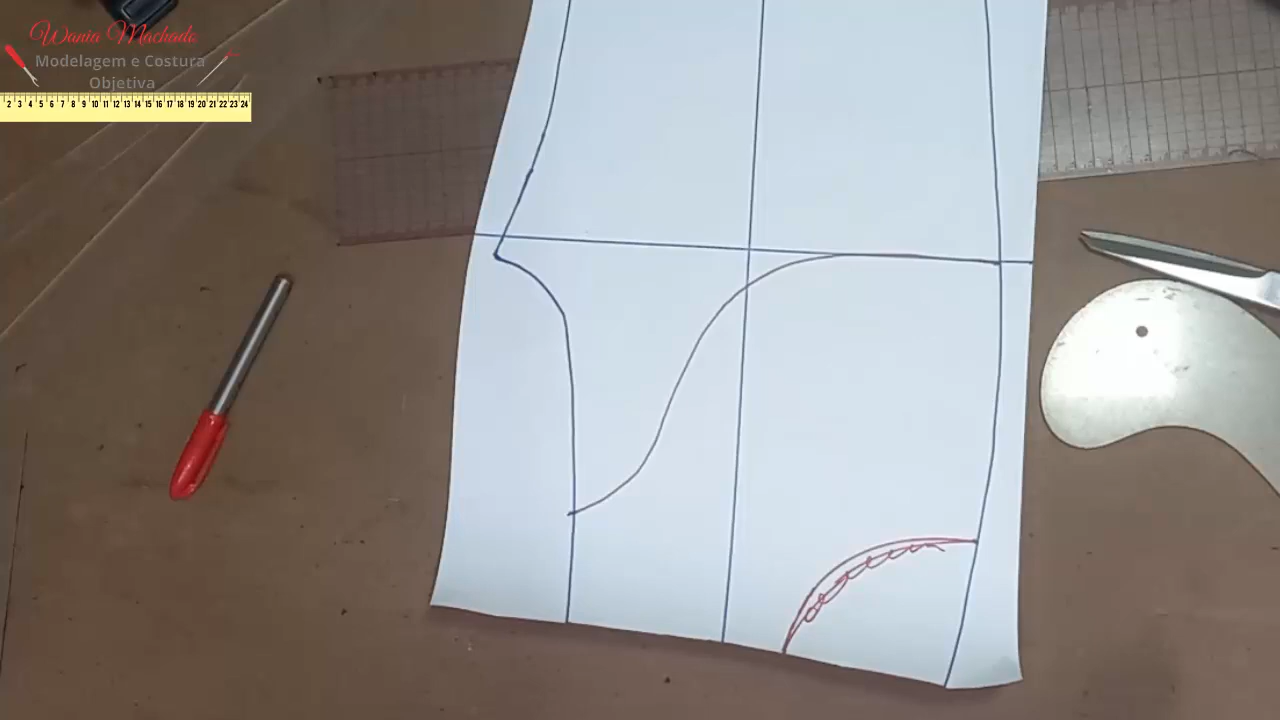 Wania Machado
Modelagem e Costura
Objetiva
2 3 4 5 6 7 8 9 10 11 12 13 14 15 16 17 18 19 20 21 22 23 24